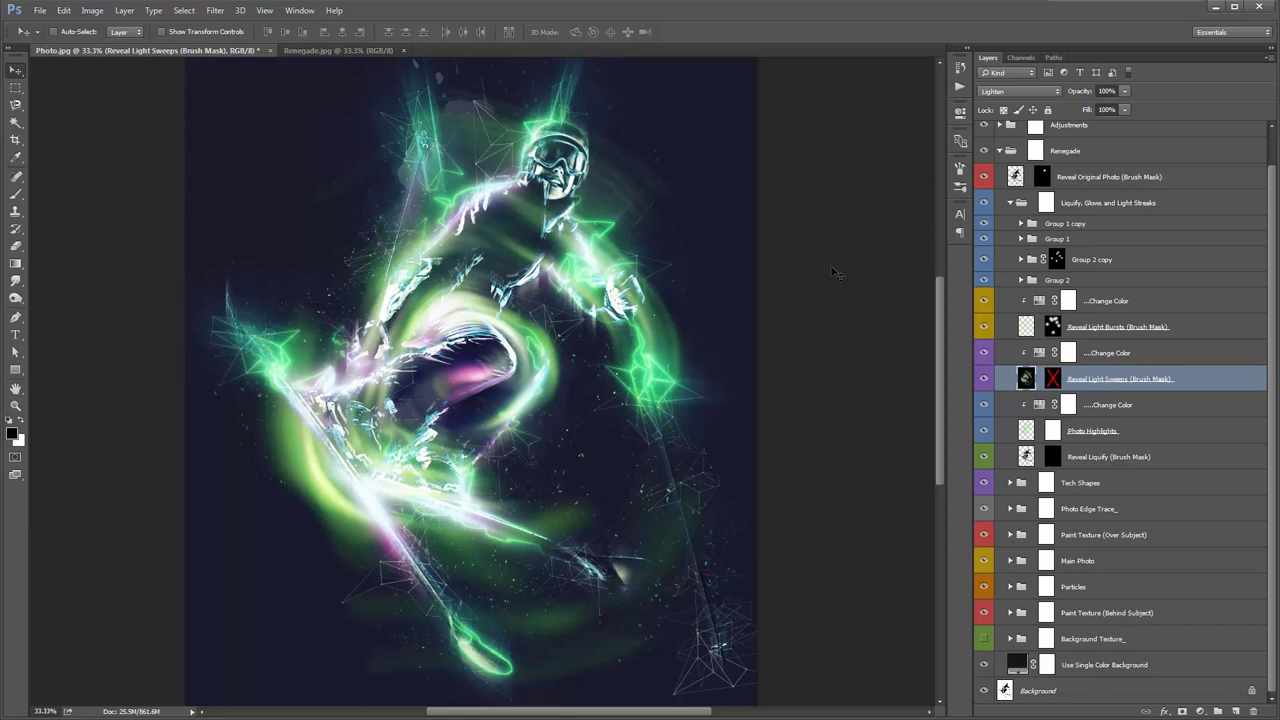 Ps File Edit Image Layer Type Select Filter 3D View Window Help
Auto-Select: Layer Show Transform Controls 3D Mode: Essentials
Photo.jpg @ 33.3% (Reveal Light Sweeps (Brush Mask), RGB/8) * × Renegade.jpg @ 33.3% (RGB/8) ×
Layers Channels Paths
Kind
Lighten Opacity: 100%
Lock: Fill: 100%
Adjustments
Renegade
Reveal Original Photo (Brush Mask)
Liquify, Glows and Light Streaks
Group 1 copy
Group 1
Group 2 copy
Group 2
...Change Color
Reveal Light Bursts (Brush Mask)_
....Change Color
Reveal Light Sweeps (Brush Mask)_
.....Change Color
Photo Highlights_
Reveal Liquify (Brush Mask)
Tech Shapes
Photo Edge Trace_
Paint Texture (Over Subject)
Main Photo
Particles
Paint Texture (Behind Subject)
Background Texture_
Use Single Color Background
Background
33.33% Doc: 25.5M/861.6M